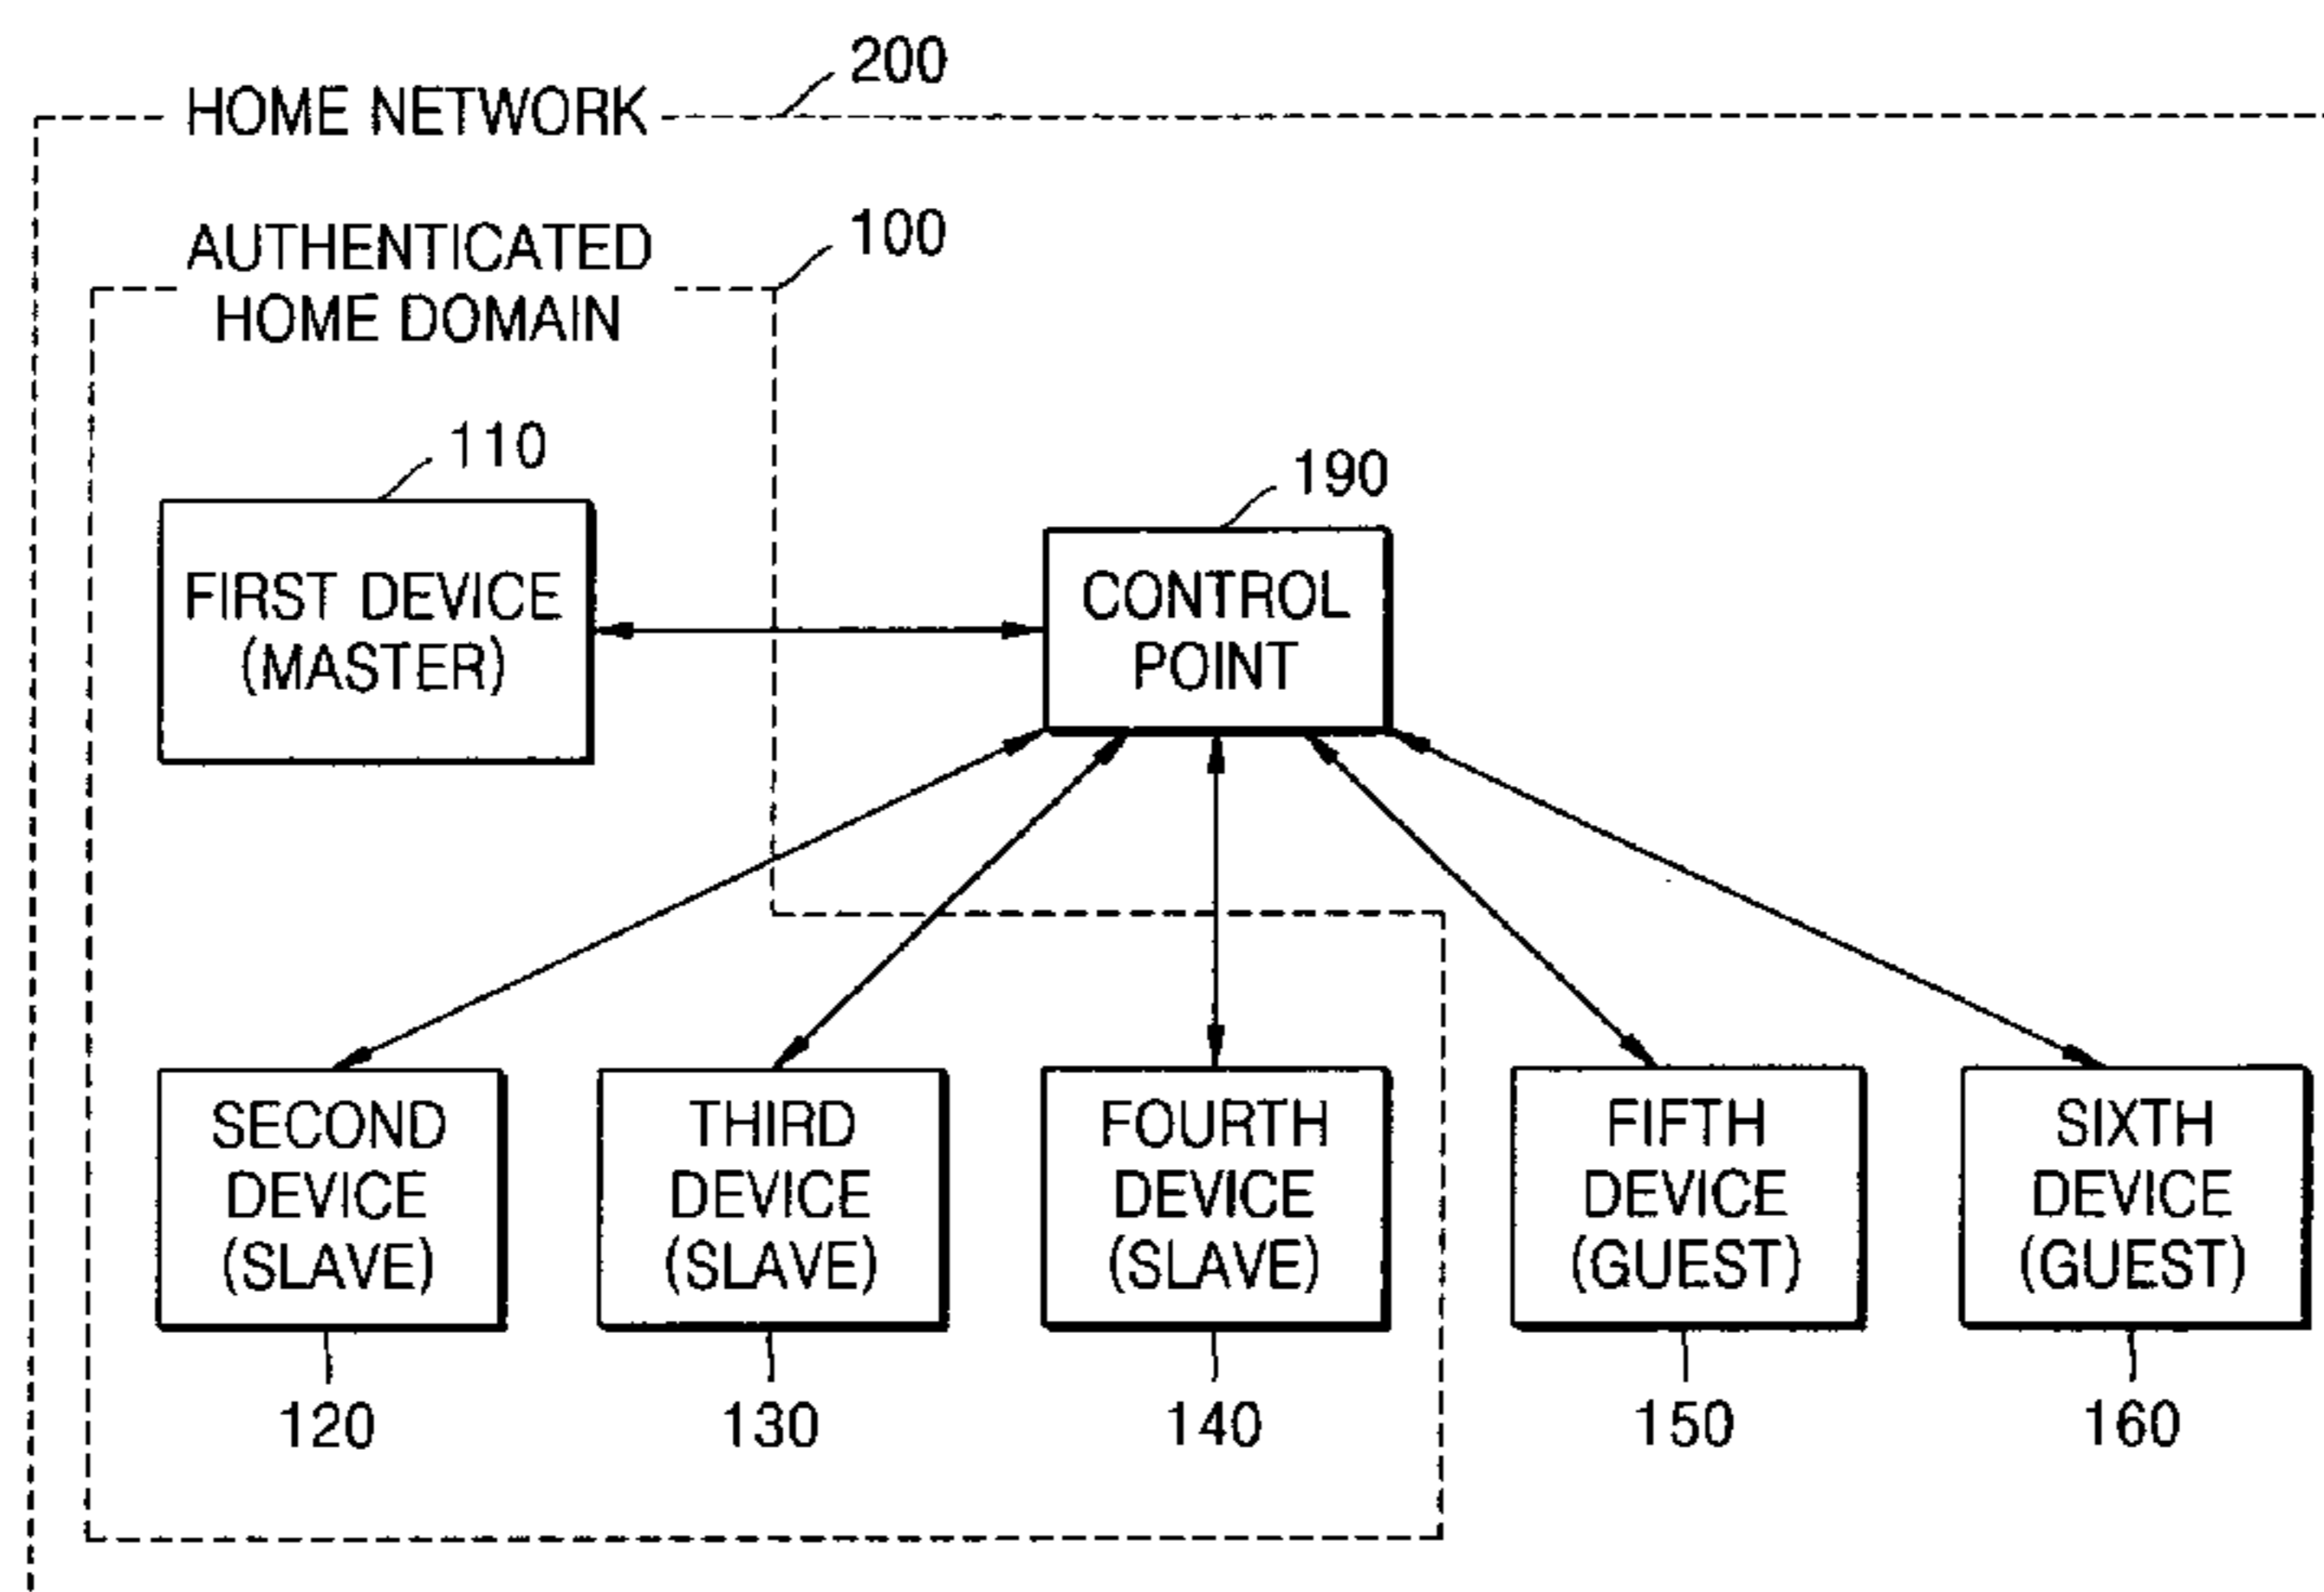 200
HOME NETWORK
100
AUTHENTICATED
HOME DOMAIN
110
190
FIRST DEVICE
(MASTER)
CONTROL
POINT
SECOND
DEVICE
(SLAVE)
THIRD
DEVICE
(SLAVE)
FOURTH
DEVICE
(SLAVE)
FIFTH
DEVICE
(GUEST)
SIXTH
DEVICE
(GUEST)
120
130
140
150
160